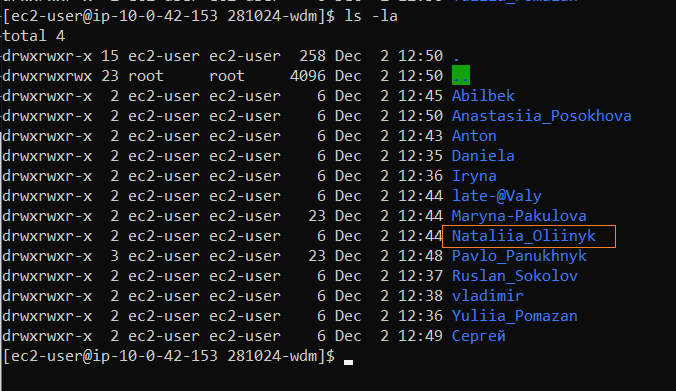 [ec2-user@ip-10-0-42-153 281024-wdm]$ ls -la
total 4
drwxrwxr-x 15 ec2-user ec2-user  258 Dec  2 12:50 .
drwxrwxrwx 23 root     root     4096 Dec  2 12:50 ..
drwxrwxr-x  2 ec2-user ec2-user    6 Dec  2 12:45 Abilbek
drwxrwxr-x  2 ec2-user ec2-user    6 Dec  2 12:50 Anastasiia_Posokhova
drwxrwxr-x  2 ec2-user ec2-user    6 Dec  2 12:43 Anton
drwxrwxr-x  2 ec2-user ec2-user    6 Dec  2 12:35 Daniela
drwxrwxr-x  2 ec2-user ec2-user    6 Dec  2 12:36 Iryna
drwxrwxr-x  2 ec2-user ec2-user    6 Dec  2 12:44 late-@Valy
drwxrwxr-x  2 ec2-user ec2-user   23 Dec  2 12:44 Maryna-Pakulova
drwxrwxr-x  2 ec2-user ec2-user    6 Dec  2 12:44 Nataliia_Oliinyk
drwxrwxr-x  3 ec2-user ec2-user   23 Dec  2 12:48 Pavlo_Panukhnyk
drwxrwxr-x  2 ec2-user ec2-user    6 Dec  2 12:37 Ruslan_Sokolov
drwxrwxr-x  2 ec2-user ec2-user    6 Dec  2 12:38 vladimir
drwxrwxr-x  2 ec2-user ec2-user    6 Dec  2 12:36 Yuliia_Pomazan
drwxrwxr-x  2 ec2-user ec2-user    6 Dec  2 12:49 Сергей
[ec2-user@ip-10-0-42-153 281024-wdm]$